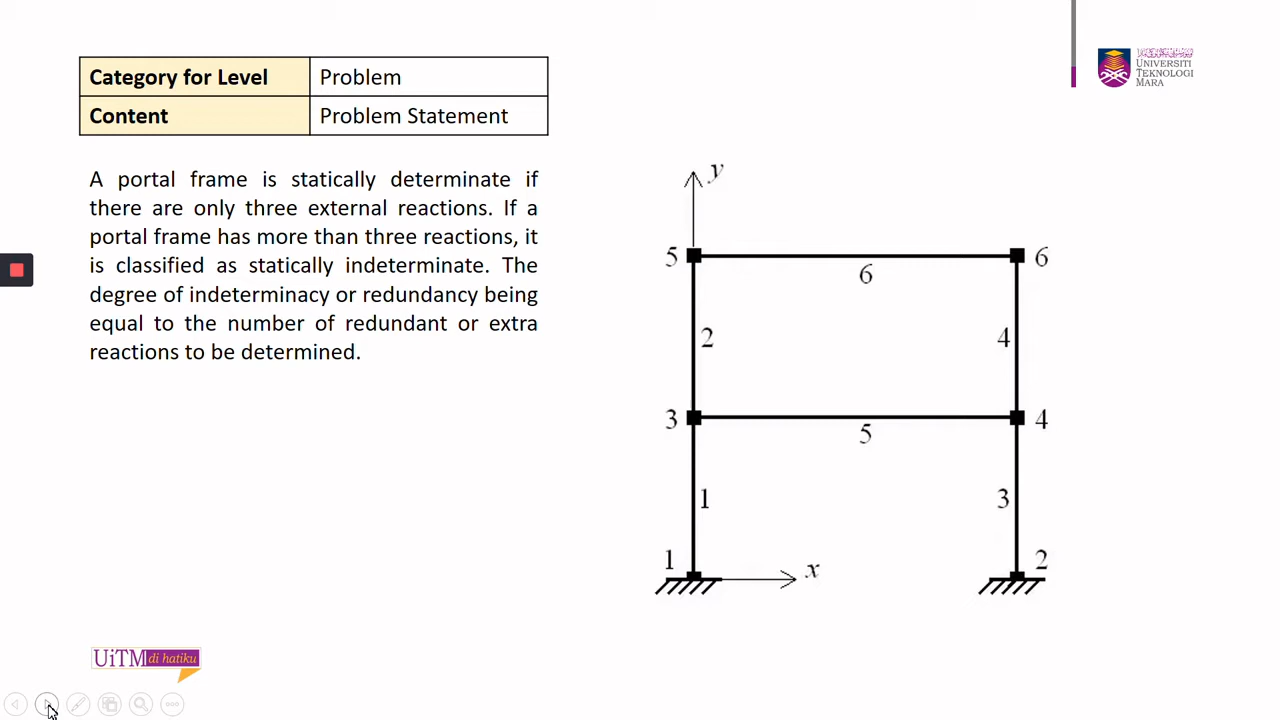 Category for Level Problem
Content Problem Statement
UNIVERSITI
TEKNOLOGI
MARA
A portal frame is statically determinate if
there are only three external reactions. If a
portal frame has more than three reactions, it
is classified as statically indeterminate. The
degree of indeterminacy or redundancy being
equal to the number of redundant or extra
reactions to be determined.
y
5 6
6
2 4
3 4
5
1 3
1 2
x
UiTM di hatiku